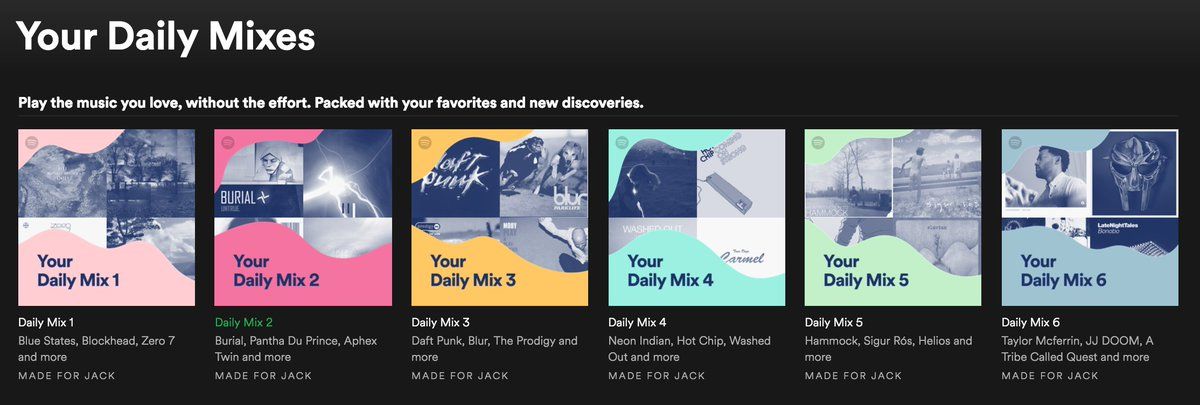 Your Daily Mixes
Play the music you love, without the effort. Packed with your favorites and new discoveries.
Your
Daily Mix 1
BURIAL
UNTRUE
Your
Daily Mix 2
daft
punk
blur
PARKLIFE
prodigy
MOBY
Your
Daily Mix 3
HOT
CHIP
WASHED OUT
True Deer
Carmel
Your
Daily Mix 4
HAMMOCK
Your
Daily Mix 5
LateNightTales
Bonobo
Your
Daily Mix 6
Daily Mix 1
Blue States, Blockhead, Zero 7
and more
MADE FOR JACK
Daily Mix 2
Burial, Pantha Du Prince, Aphex
Twin and more
MADE FOR JACK
Daily Mix 3
Daft Punk, Blur, The Prodigy and
more
MADE FOR JACK
Daily Mix 4
Neon Indian, Hot Chip, Washed
Out and more
MADE FOR JACK
Daily Mix 5
Hammock, Sigur Rós, Helios and
more
MADE FOR JACK
Daily Mix 6
Taylor Mcferrin, JJ DOOM, A
Tribe Called Quest and more
MADE FOR JACK